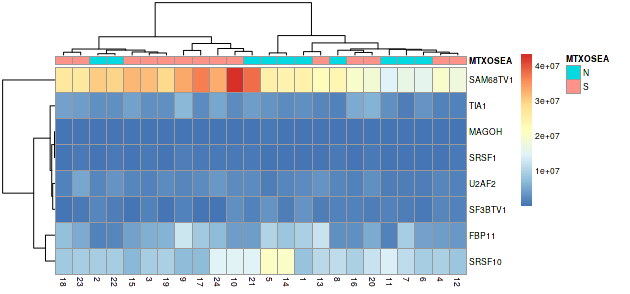 MTXOSEA
SAM68TV1
TIA1
MAGOH
SRSF1
U2AF2
SF3BTV1
FBP11
SRSF10
18 23 2 22 15 3 19 9 17 24 10 21 5 14 1 13 8 16 20 11 7 6 4 12
4e+07
3e+07
2e+07
1e+07
MTXOSEA
N
S